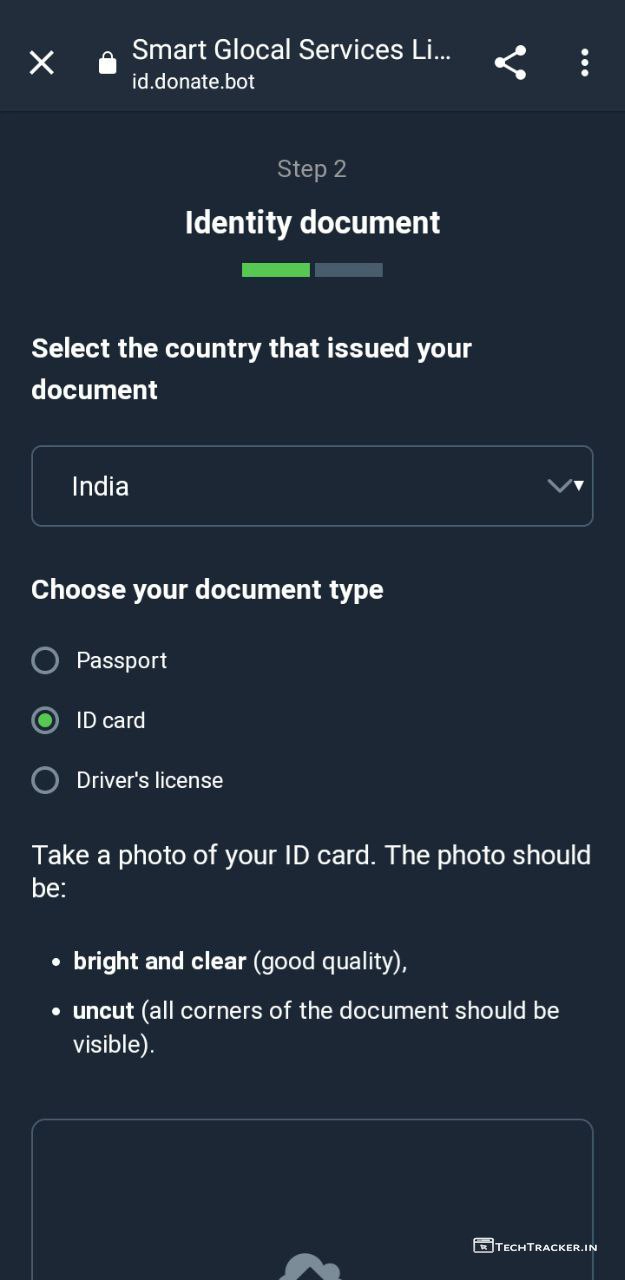 Smart Glocal Services Li...
id.donate.bot
Step 2
Identity document
Select the country that issued your
document
India
Choose your document type
Passport
ID card
Driver's license
Take a photo of your ID card. The photo should
be:
• bright and clear (good quality),
• uncut (all corners of the document should be
visible).
TECHTRACKER.IN